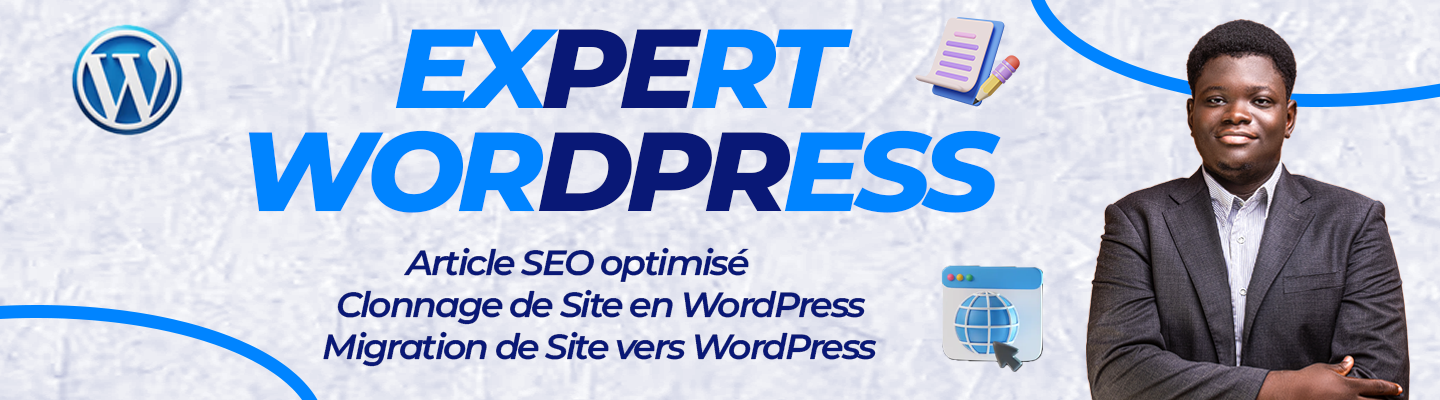 EXPERT
WORDPRESS
Article SEO optimisé
Clonnage de Site en WordPress
Migration de Site vers WordPress